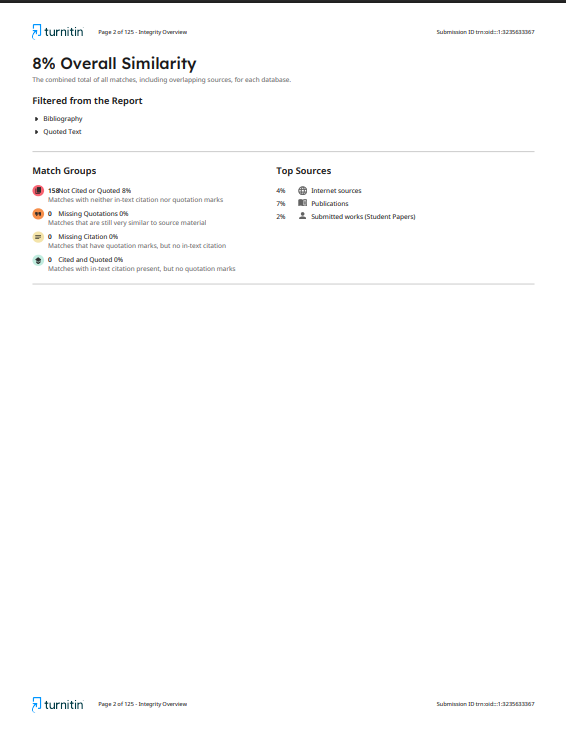 turnitin Page 2 of 125 - Integrity Overview Submission ID trn:oid:::1:3235633367
8% Overall Similarity
The combined total of all matches, including overlapping sources, for each database.
Filtered from the Report
Bibliography
Quoted Text
Match Groups
158Not Cited or Quoted 8%
Matches with neither in-text citation nor quotation marks
0 Missing Quotations 0%
Matches that are still very similar to source material
0 Missing Citation 0%
Matches that have quotation marks, but no in-text citation
0 Cited and Quoted 0%
Matches with in-text citation present, but no quotation marks
Top Sources
4% Internet sources
7% Publications
2% Submitted works (Student Papers)
turnitin Page 2 of 125 - Integrity Overview Submission ID trn:oid:::1:3235633367